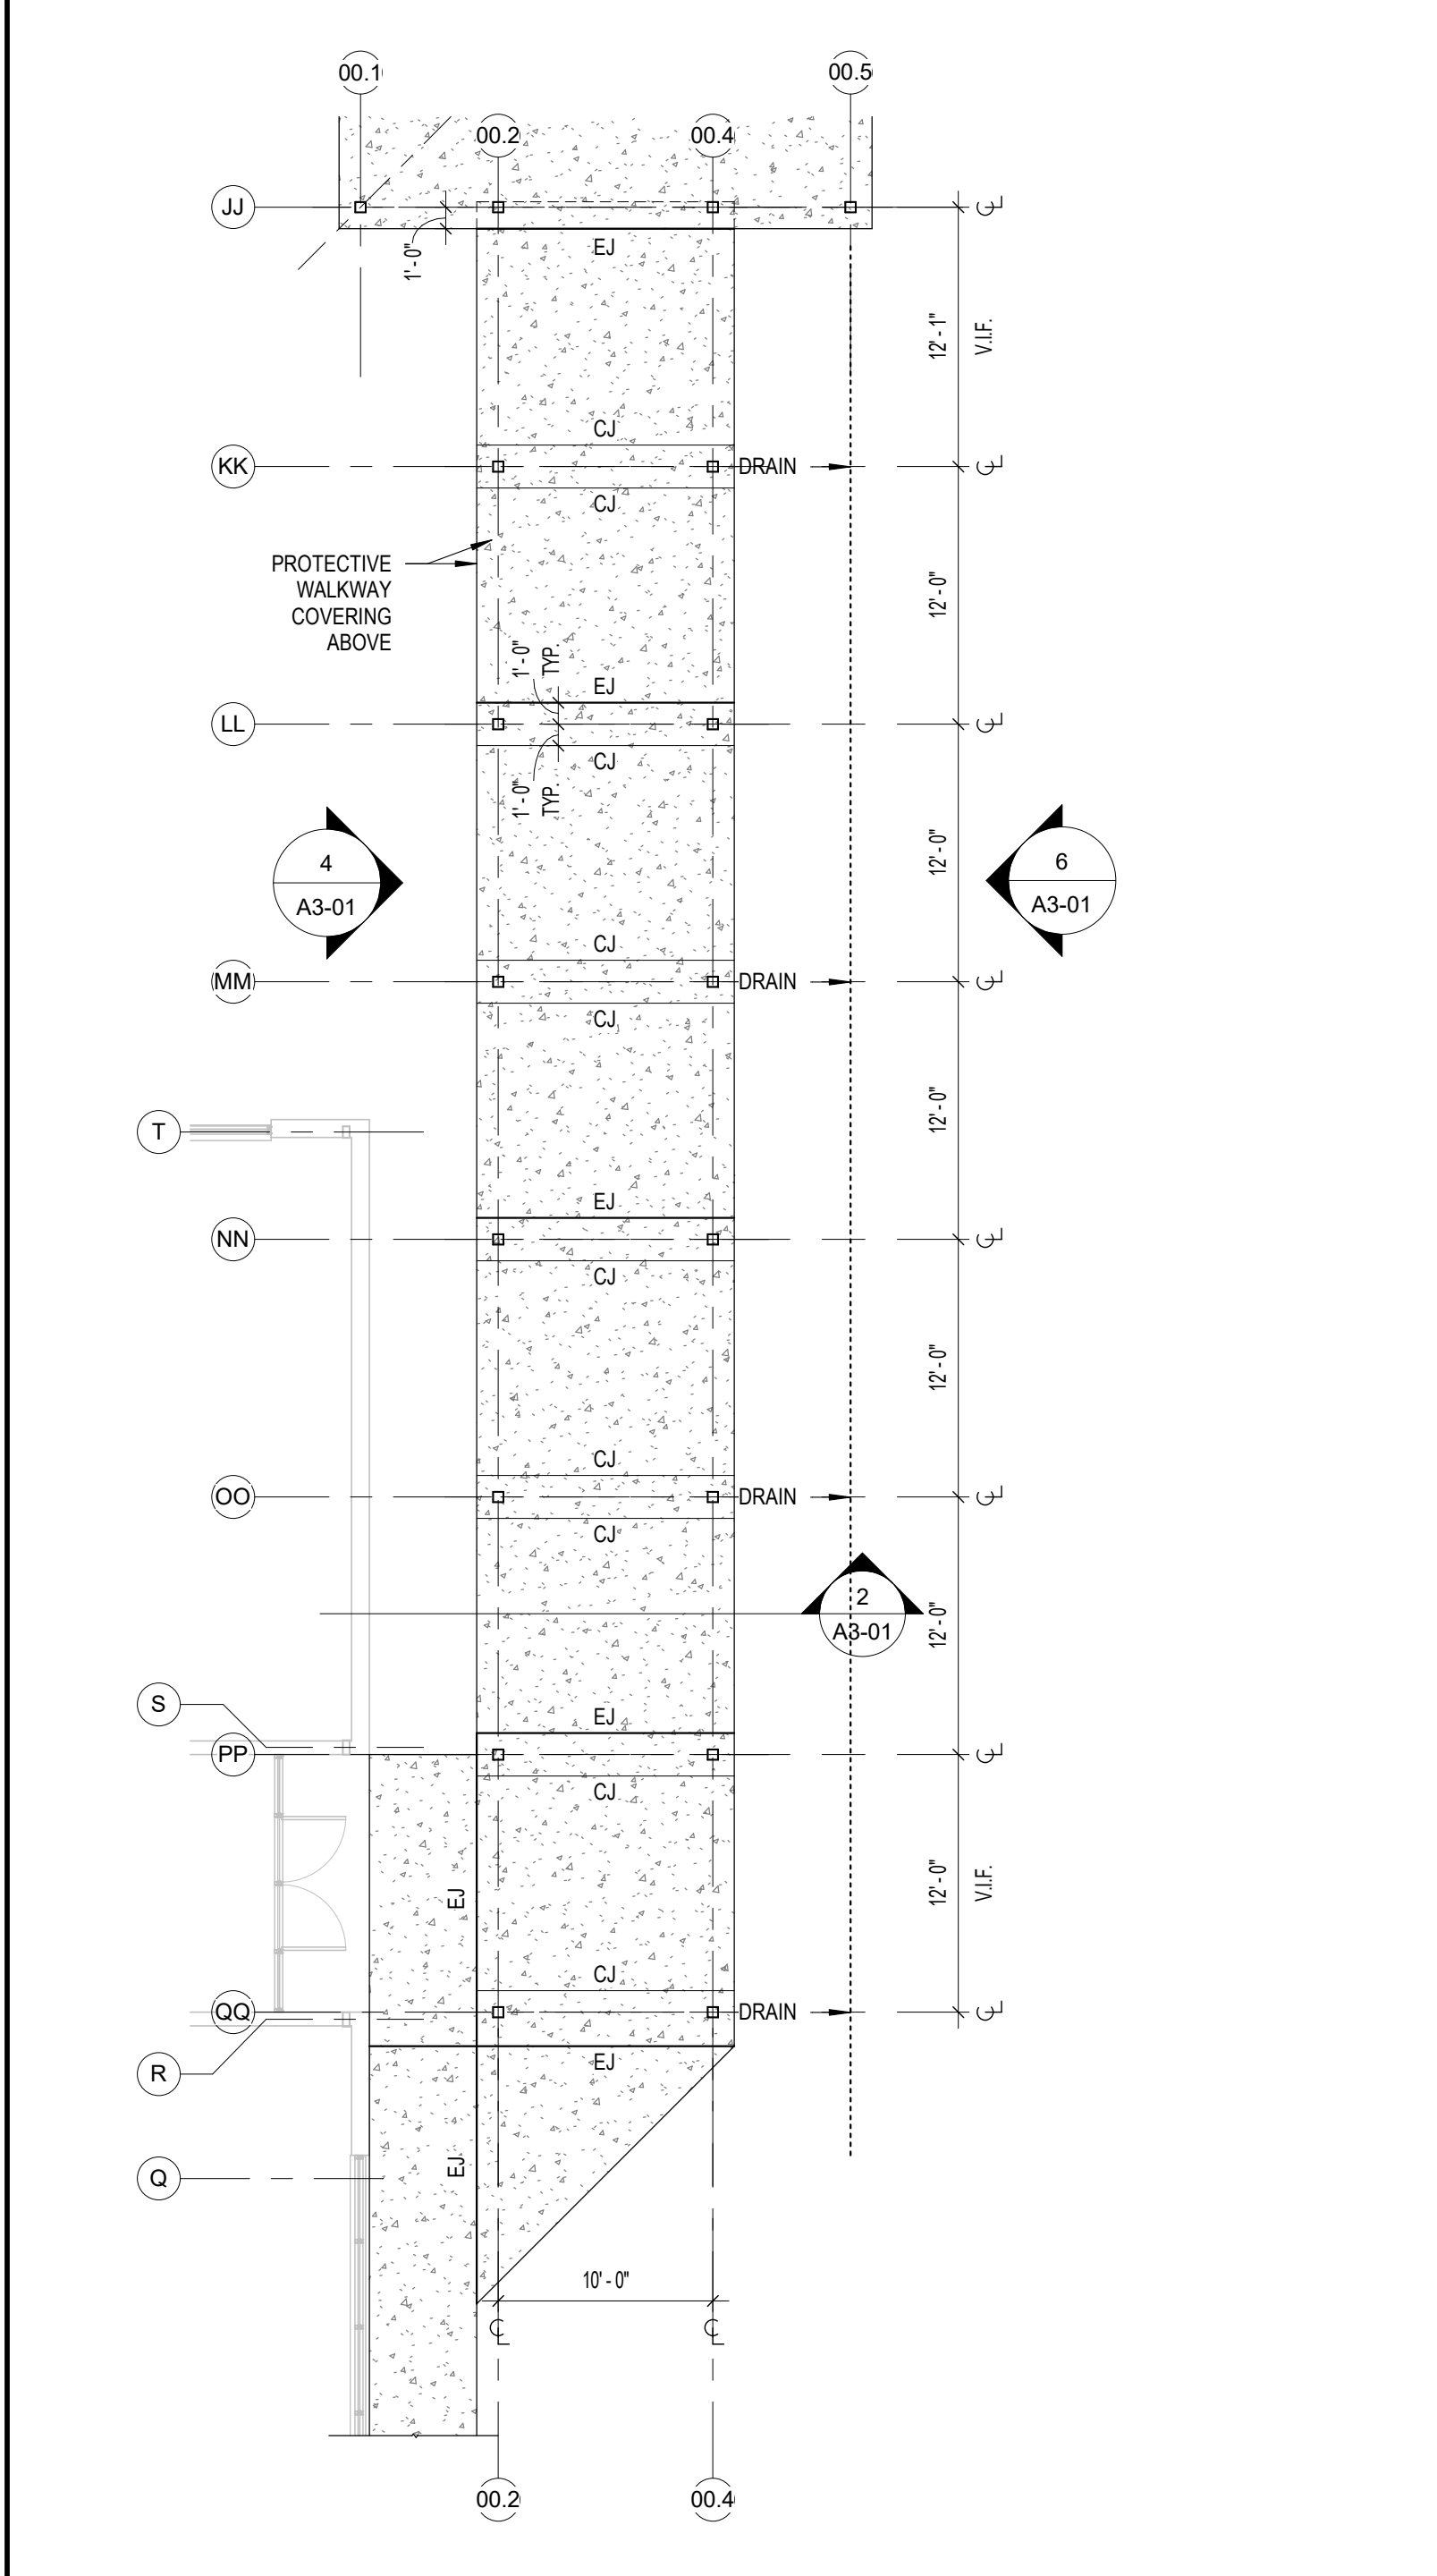 00.1
00.5
00.2
00.4
JJ
1' - 0"
EJ
12' - 1"
V.I.F.
CJ
KK
DRAIN
CJ
PROTECTIVE
WALKWAY
COVERING
ABOVE
12' - 0"
1' - 0"
TYP.
EJ
LL
CJ
1' - 0"
TYP.
4
A3-01
12' - 0"
6
A3-01
CJ
MM
DRAIN
CJ
T
12' - 0"
EJ
NN
CJ
12' - 0"
CJ
OO
DRAIN
CJ
2
A3-01
12' - 0"
S
EJ
PP
CJ
EJ
12' - 0"
V.I.F.
CJ
QQ
DRAIN
EJ
R
EJ
Q
10' - 0"
00.2
00.4